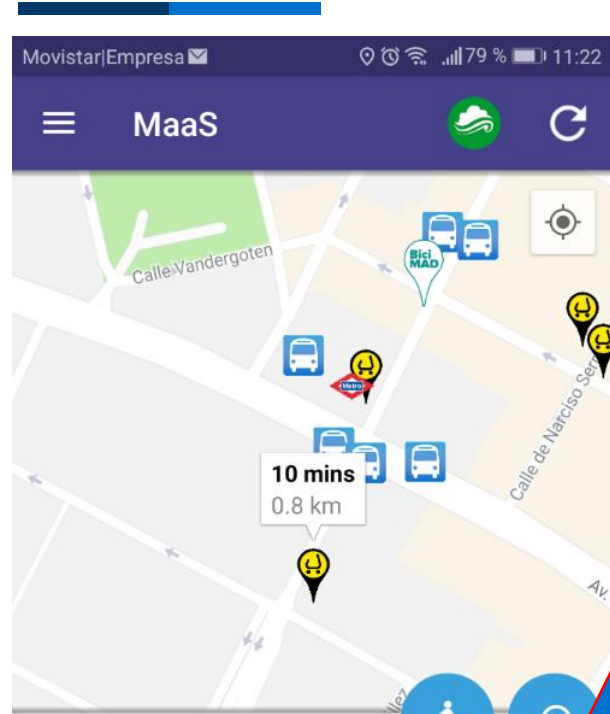 Movistar|Empresa 79 % 11:22
MaaS
Calle Vandergoten
Bici
MAD
Metro
Calle de Narciso Serr
10 mins
0.8 km
Av.